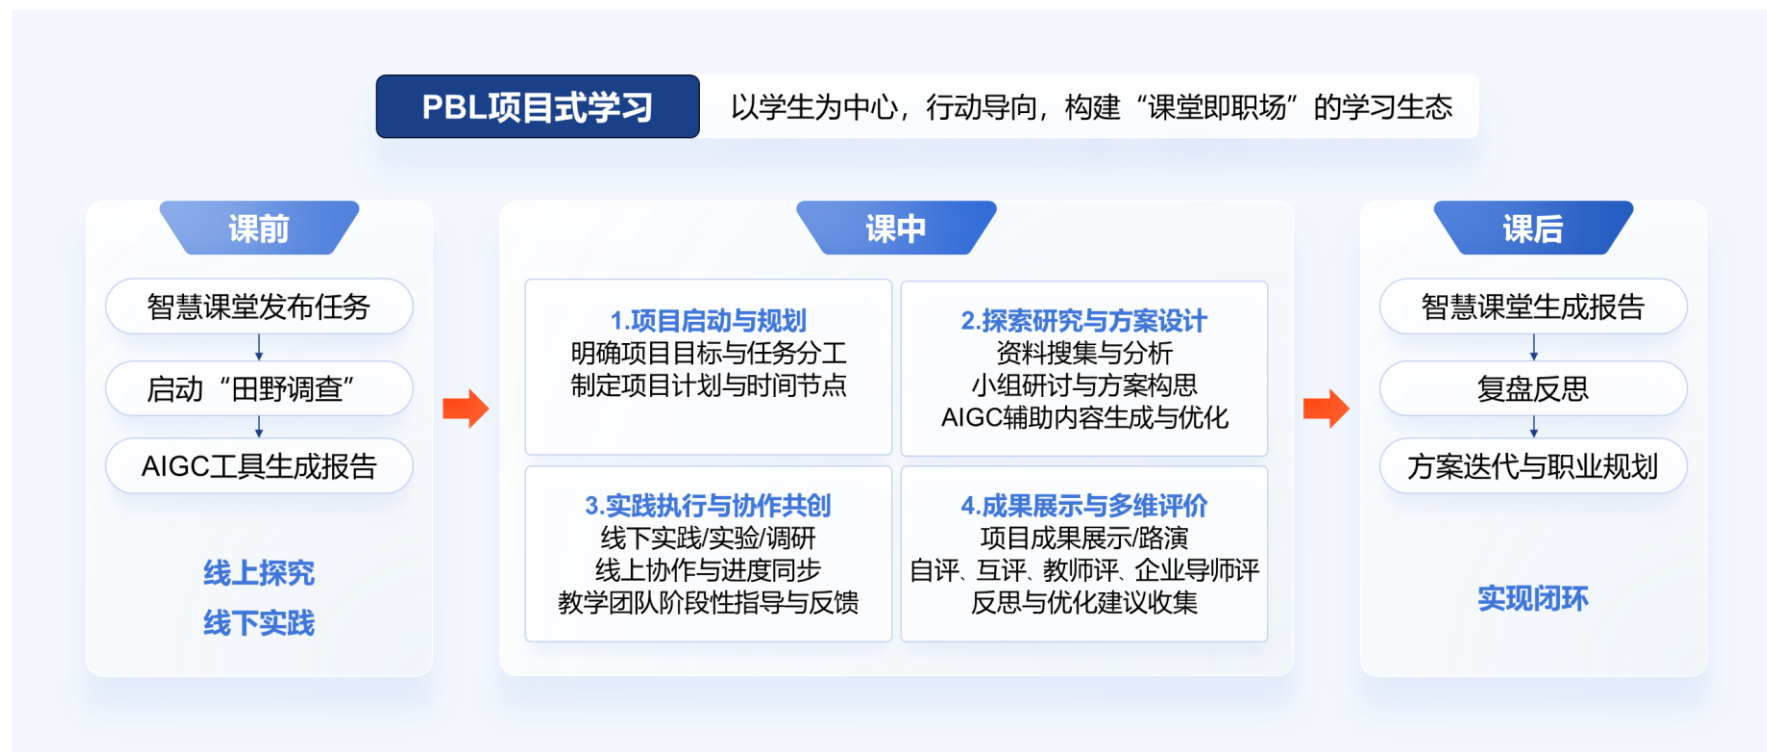 PBL项目式学习
以学生为中心，行动导向，构建“课堂即职场”的学习生态
课前
智慧课堂发布任务
启动“田野调查”
AIGC工具生成报告
线上探究
线下实践
课中
1.项目启动与规划
明确项目目标与任务分工
制定项目计划与时间节点
2.探索研究与方案设计
资料搜集与分析
小组研讨与方案构思
AIGC辅助内容生成与优化
3.实践执行与协作共创
线下实践/实验/调研
线上协作与进度同步
教学团队阶段性指导与反馈
4.成果展示与多维评价
项目成果展示/路演
自评、互评、教师评、企业导师评
反思与优化建议收集
课后
智慧课堂生成报告
复盘反思
方案迭代与职业规划
实现闭环